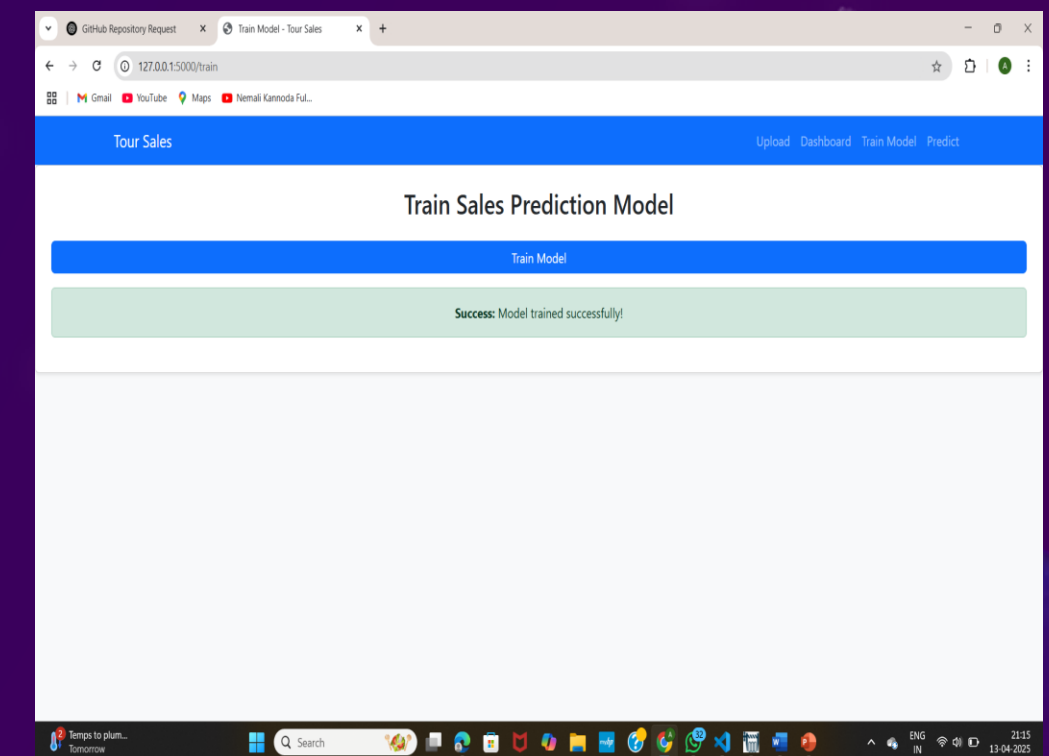 GitHub Repository Request
Train Model - Tour Sales
127.0.0.1:5000/train
A
Gmail YouTube Maps Nemali Kannoda Ful...
Tour Sales
Upload Dashboard Train Model Predict
Train Sales Prediction Model
Train Model
Success: Model trained successfully!
2
Temps to plum...
Tomorrow
Search
ENG
IN
21:15
13-04-2025